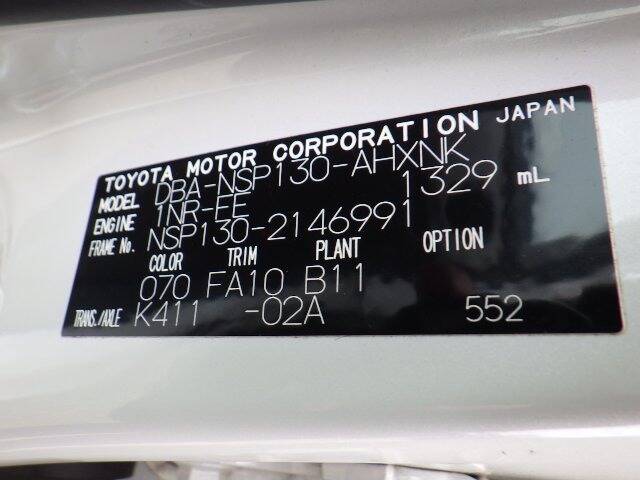 TOYOTA MOTOR CORPORATION JAPAN
MODEL DBA-NSP130-AHXNK
ENGINE 1NR-FE 1329 mL
FRAME No. NSP130-2146991
COLOR TRIM PLANT OPTION
070 FA10 B11
TRANS./AXLE K411 -02A 552